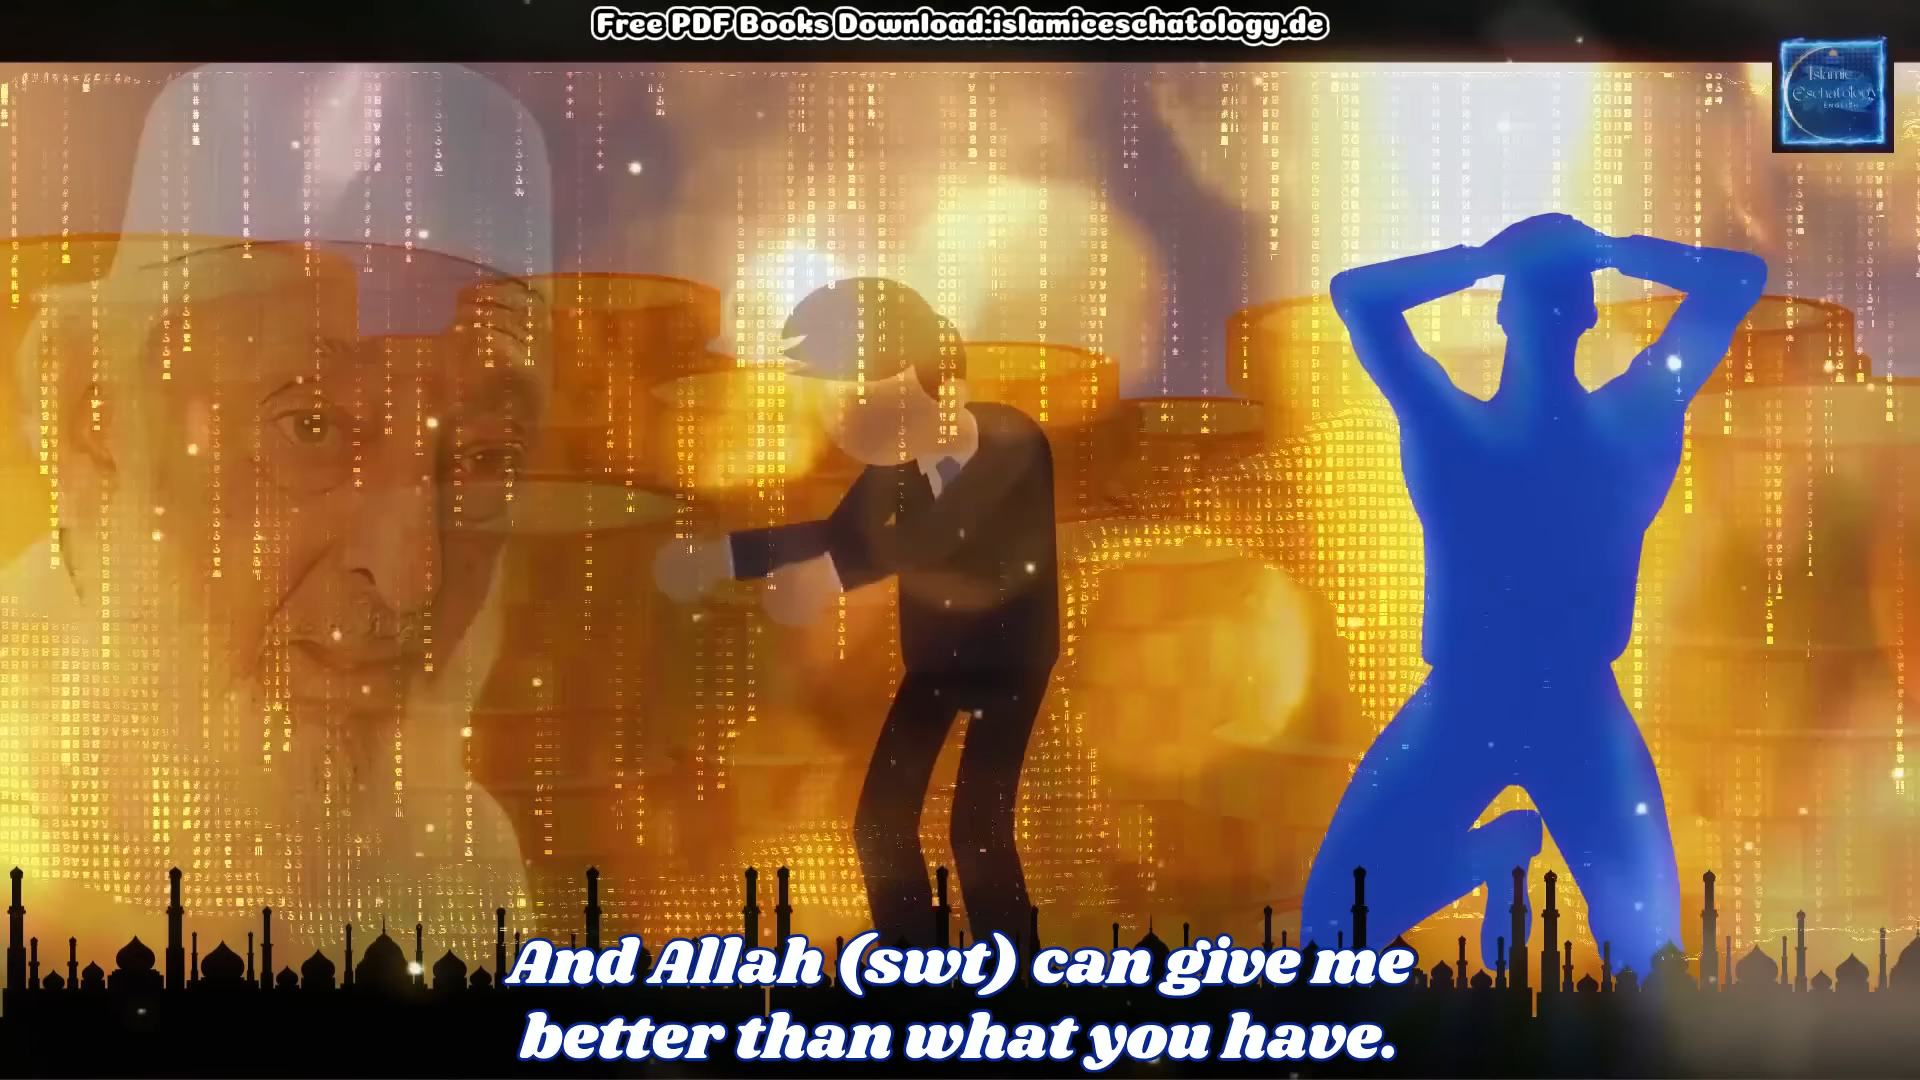 Free PDF Books Download:islamiceschatology.de
Islamic
eschatology
ENGLISH
And Allah (swt) can give me
better than what you have.